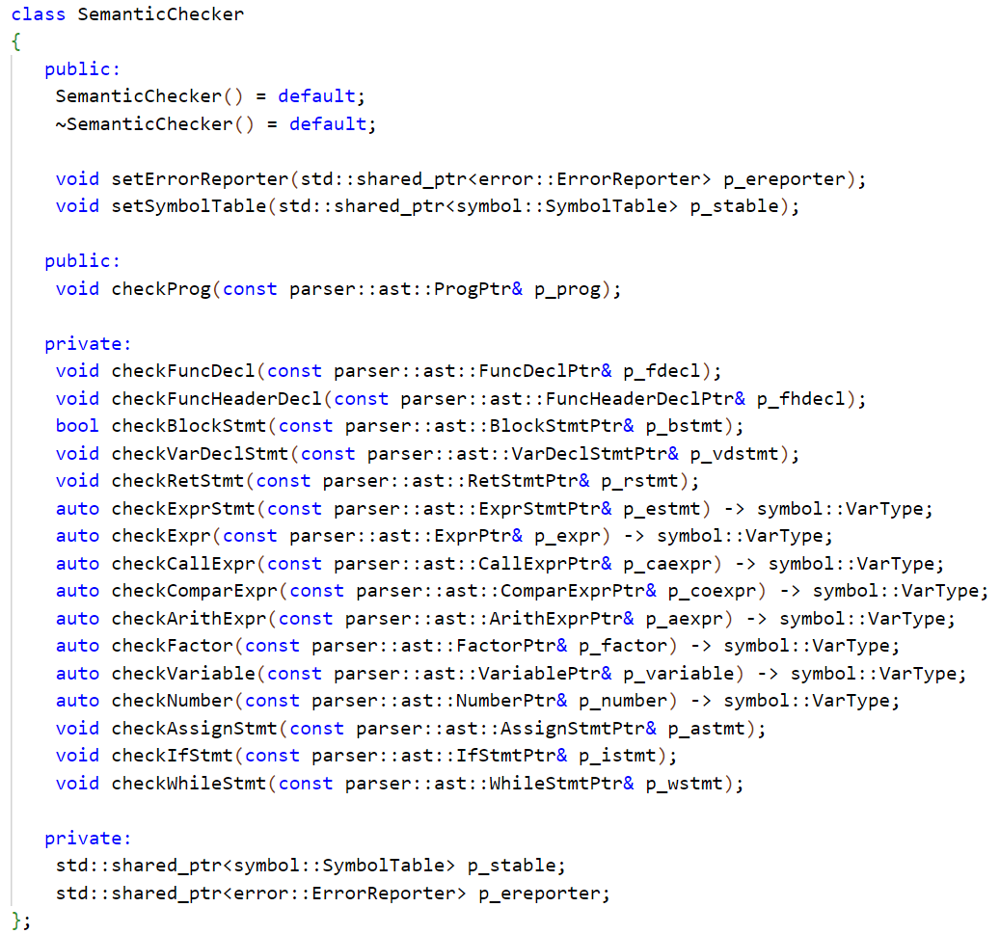 class SemanticChecker
{
public:
SemanticChecker() = default;
~SemanticChecker() = default;
void setErrorReporter(std::shared_ptr<error::ErrorReporter> p_ereporter);
void setSymbolTable(std::shared_ptr<symbol::SymbolTable> p_stable);
public:
void checkProg(const parser::ast::ProgPtr& p_prog);
private:
void checkFuncDecl(const parser::ast::FuncDeclPtr& p_fdecl);
void checkFuncHeaderDecl(const parser::ast::FuncHeaderDeclPtr& p_fhdecl);
bool checkBlockStmt(const parser::ast::BlockStmtPtr& p_bstmt);
void checkVarDeclStmt(const parser::ast::VarDeclStmtPtr& p_vdstmt);
void checkRetStmt(const parser::ast::RetStmtPtr& p_rstmt);
auto checkExprStmt(const parser::ast::ExprStmtPtr& p_estmt) -> symbol::VarType;
auto checkExpr(const parser::ast::ExprPtr& p_expr) -> symbol::VarType;
auto checkCallExpr(const parser::ast::CallExprPtr& p_caexpr) -> symbol::VarType;
auto checkComparExpr(const parser::ast::ComparExprPtr& p_coexpr) -> symbol::VarType;
auto checkArithExpr(const parser::ast::ArithExprPtr& p_aexpr) -> symbol::VarType;
auto checkFactor(const parser::ast::FactorPtr& p_factor) -> symbol::VarType;
auto checkVariable(const parser::ast::VariablePtr& p_variable) -> symbol::VarType;
auto checkNumber(const parser::ast::NumberPtr& p_number) -> symbol::VarType;
void checkAssignStmt(const parser::ast::AssignStmtPtr& p_astmt);
void checkIfStmt(const parser::ast::IfStmtPtr& p_istmt);
void checkWhileStmt(const parser::ast::WhileStmtPtr& p_wstmt);
private:
std::shared_ptr<symbol::SymbolTable> p_stable;
std::shared_ptr<error::ErrorReporter> p_ereporter;
};